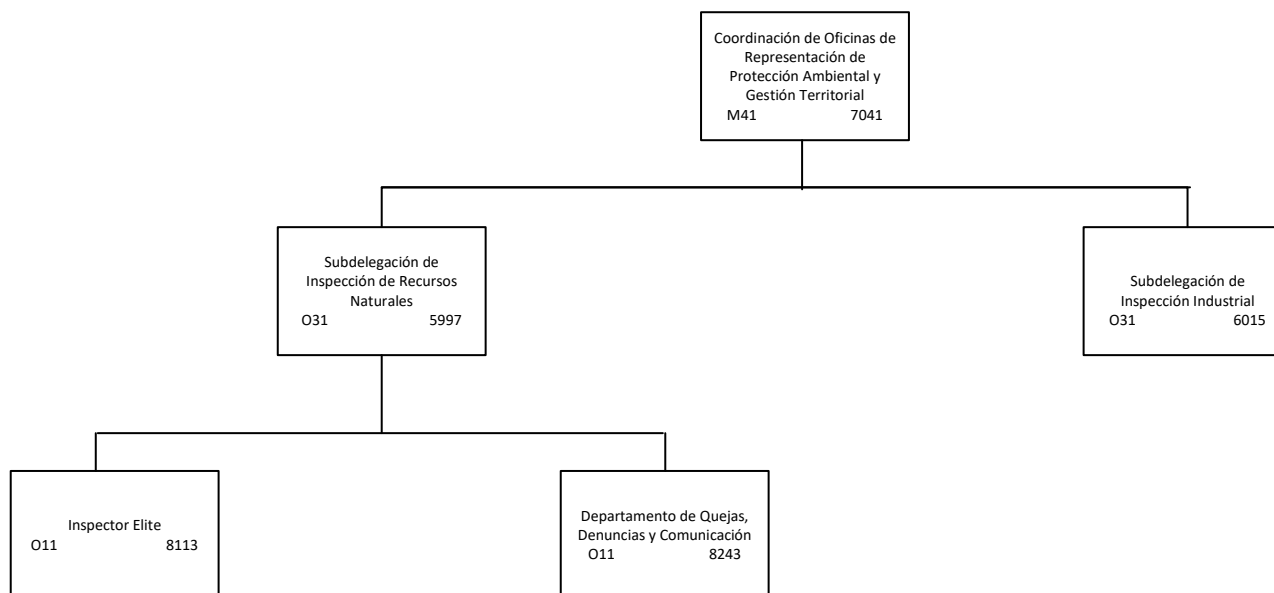 Coordinación de Oficinas de
Representación de
Protección Ambiental y
Gestión Territorial
M41 7041
Subdelegación de
Inspección de Recursos
Naturales
O31 5997
Subdelegación de
Inspección Industrial
O31 6015
Inspector Elite
O11 8113
Departamento de Quejas,
Denuncias y Comunicación
O11 8243